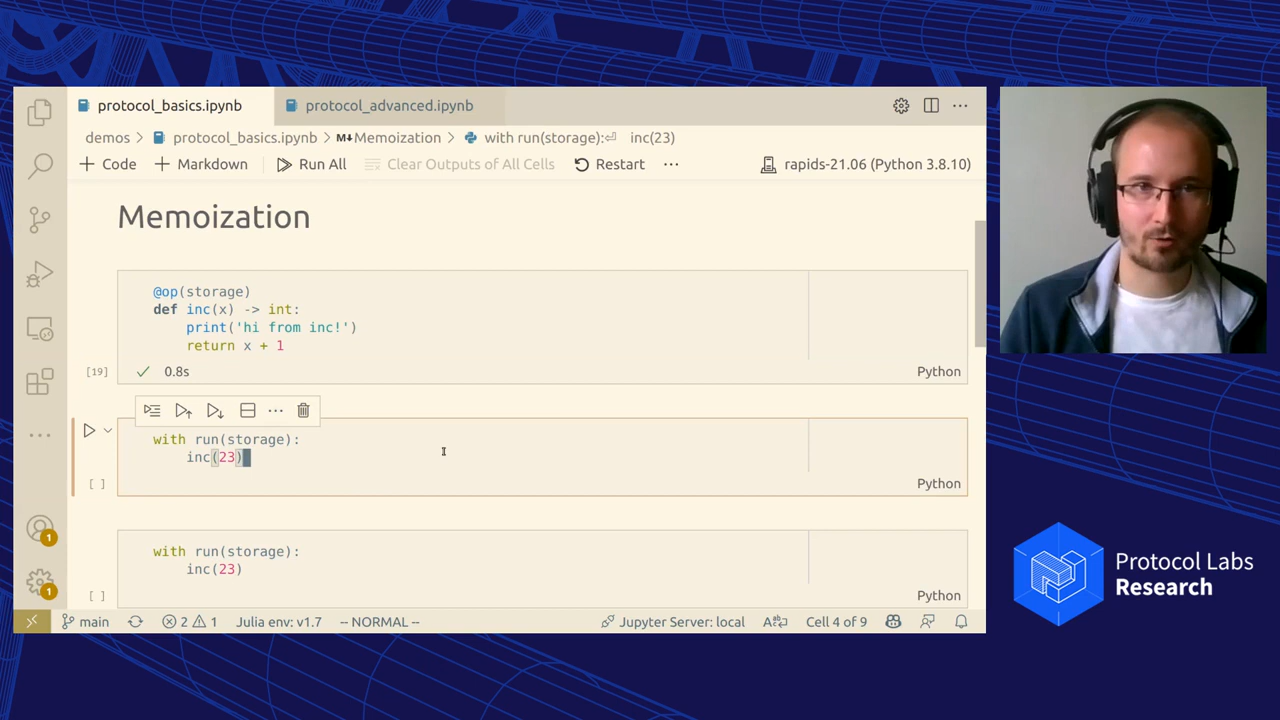 protocol_basics.ipynb protocol_advanced.ipynb
demos > protocol_basics.ipynb > M↓Memoization > with run(storage):⏎ inc(23)
+ Code + Markdown Run All Clear Outputs of All Cells Restart ··· rapids-21.06 (Python 3.8.10)
Memoization
@op(storage)
def inc(x) -> int:
print('hi from inc!')
return x + 1
[19] ✓ 0.8s Python
with run(storage):
inc(23)
[ ] Python
with run(storage):
inc(23)
[ ] Python
1
1
main 2 1 Julia env: v1.7 -- NORMAL -- Jupyter Server: local Cell 4 of 9
Protocol Labs
Research